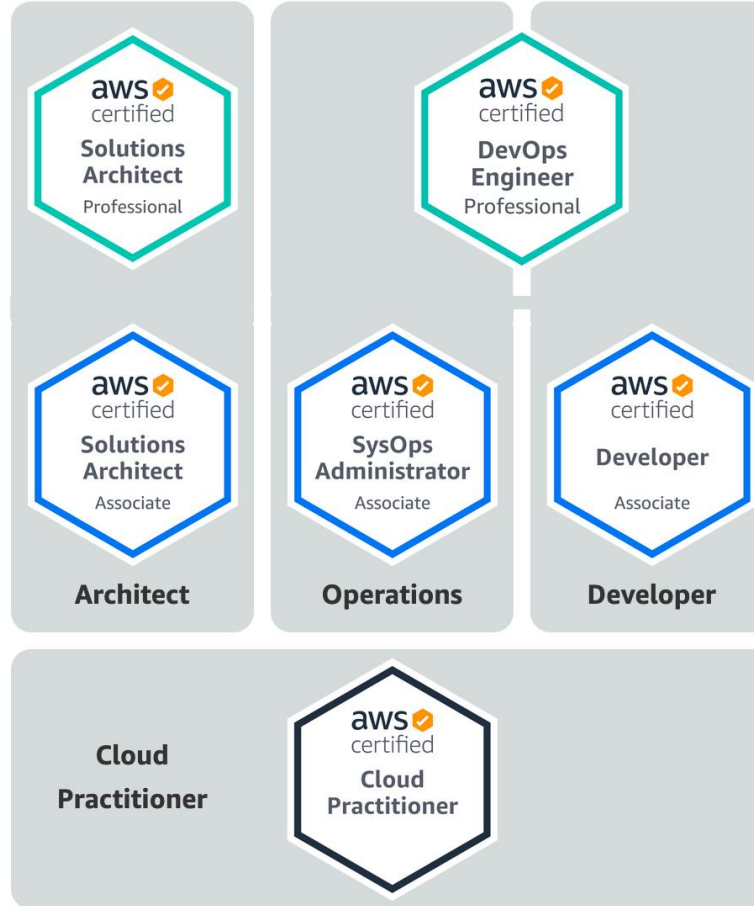 aws
certified
Solutions
Architect
Professional
aws
certified
DevOps
Engineer
Professional
aws
certified
Solutions
Architect
Associate
aws
certified
SysOps
Administrator
Associate
aws
certified
Developer
Associate
Architect
Operations
Developer
Cloud
Practitioner
aws
certified
Cloud
Practitioner